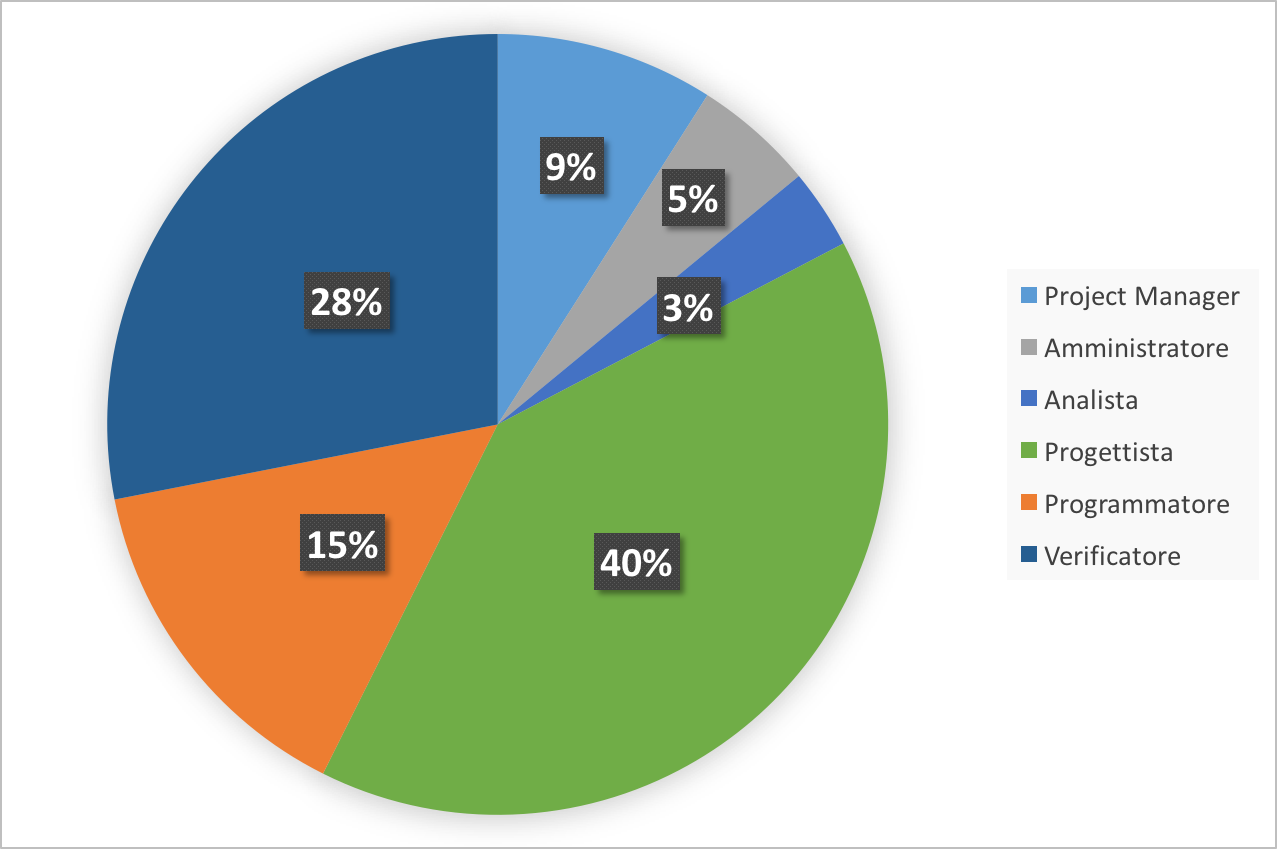 9%
5%
3%
28%
15%
40%
Project Manager
Amministratore
Analista
Progettista
Programmatore
Verificatore